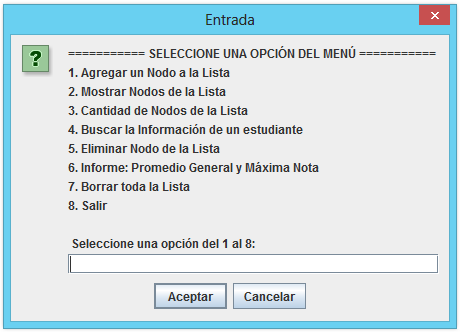 Entrada
=========== SELECCIONE UNA OPCIÓN DEL MENÚ ===========
1. Agregar un Nodo a la Lista
2. Mostrar Nodos de la Lista
3. Cantidad de Nodos de la Lista
4. Buscar la Información de un estudiante
5. Eliminar Nodo de la Lista
6. Informe: Promedio General y Máxima Nota
7. Borrar toda la Lista
8. Salir
Seleccione una opción del 1 al 8:
Aceptar Cancelar